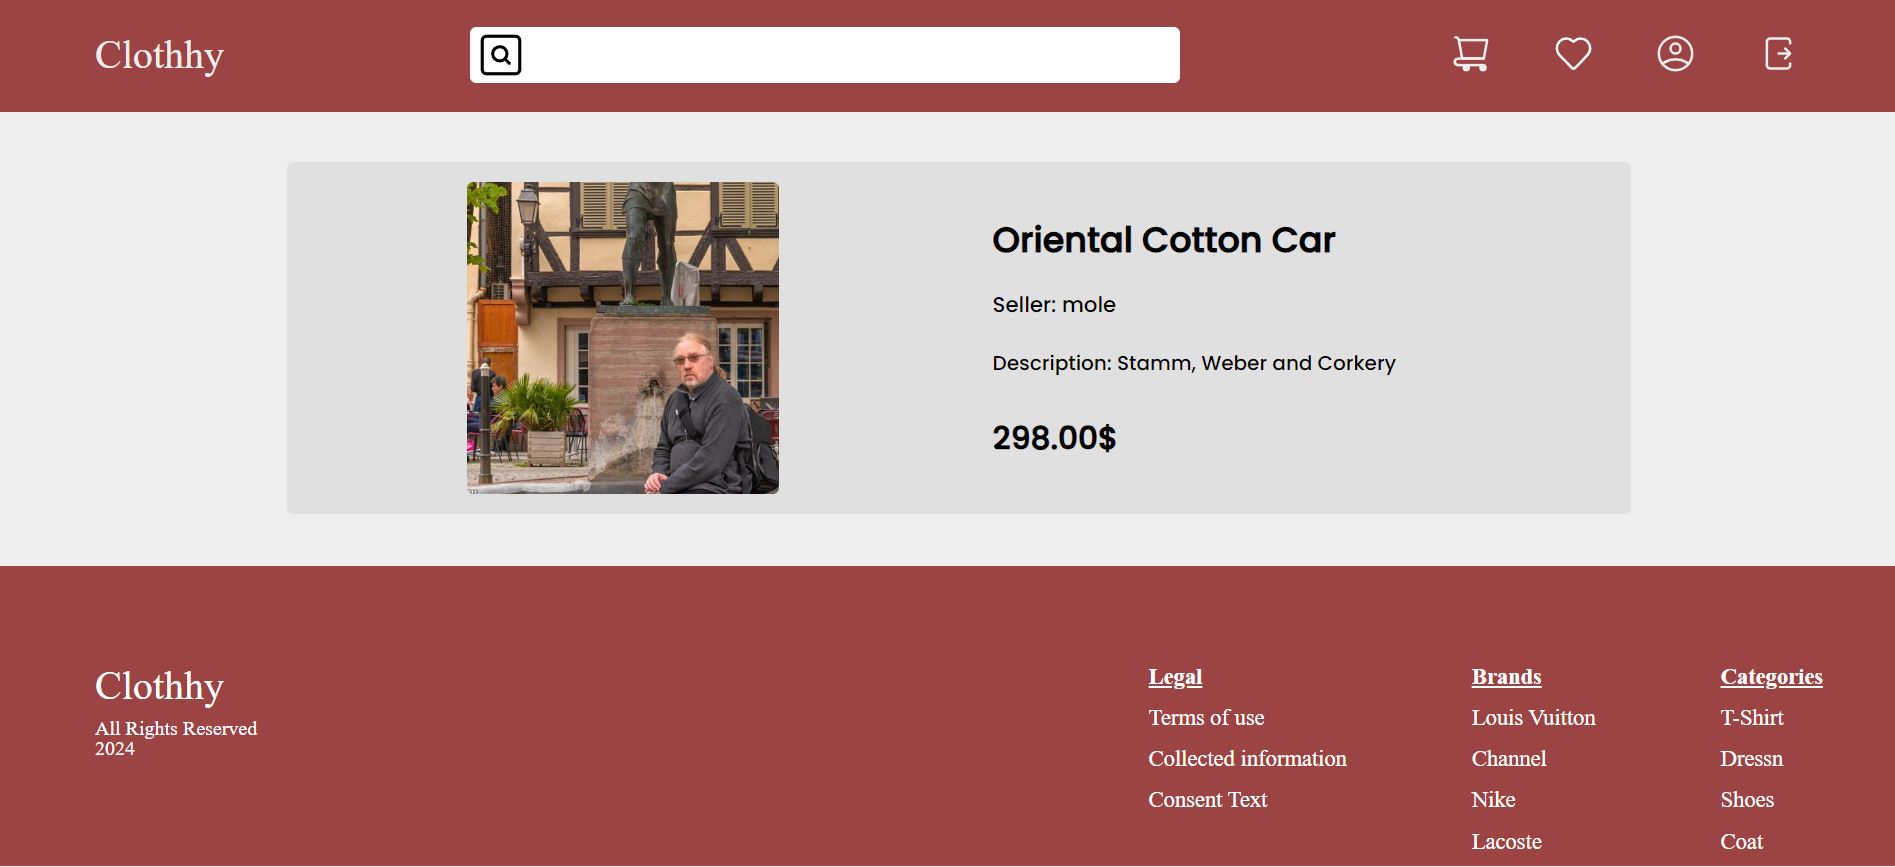 Clothhy
Oriental Cotton Car
Seller: mole
Description: Stamm, Weber and Corkery
298.00$
Clothhy
All Rights Reserved
2024
Legal
Terms of use
Collected information
Consent Text
Brands
Louis Vuitton
Channel
Nike
Lacoste
Categories
T-Shirt
Dressn
Shoes
Coat